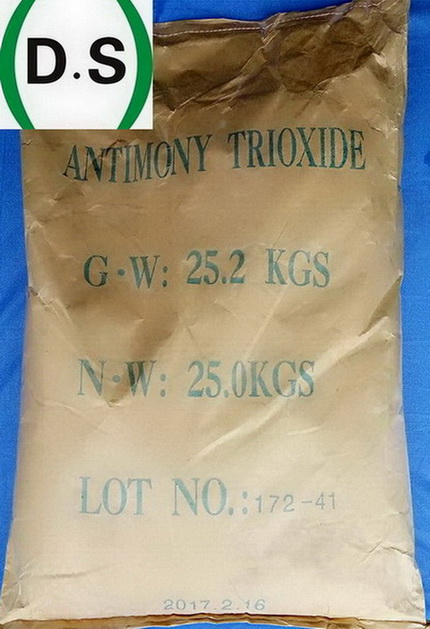 D.S
ANTIMONY TRIOXIDE
G·W: 25.2 KGS
N·W: 25.0KGS
LOT NO.:172-41
2017.2.16